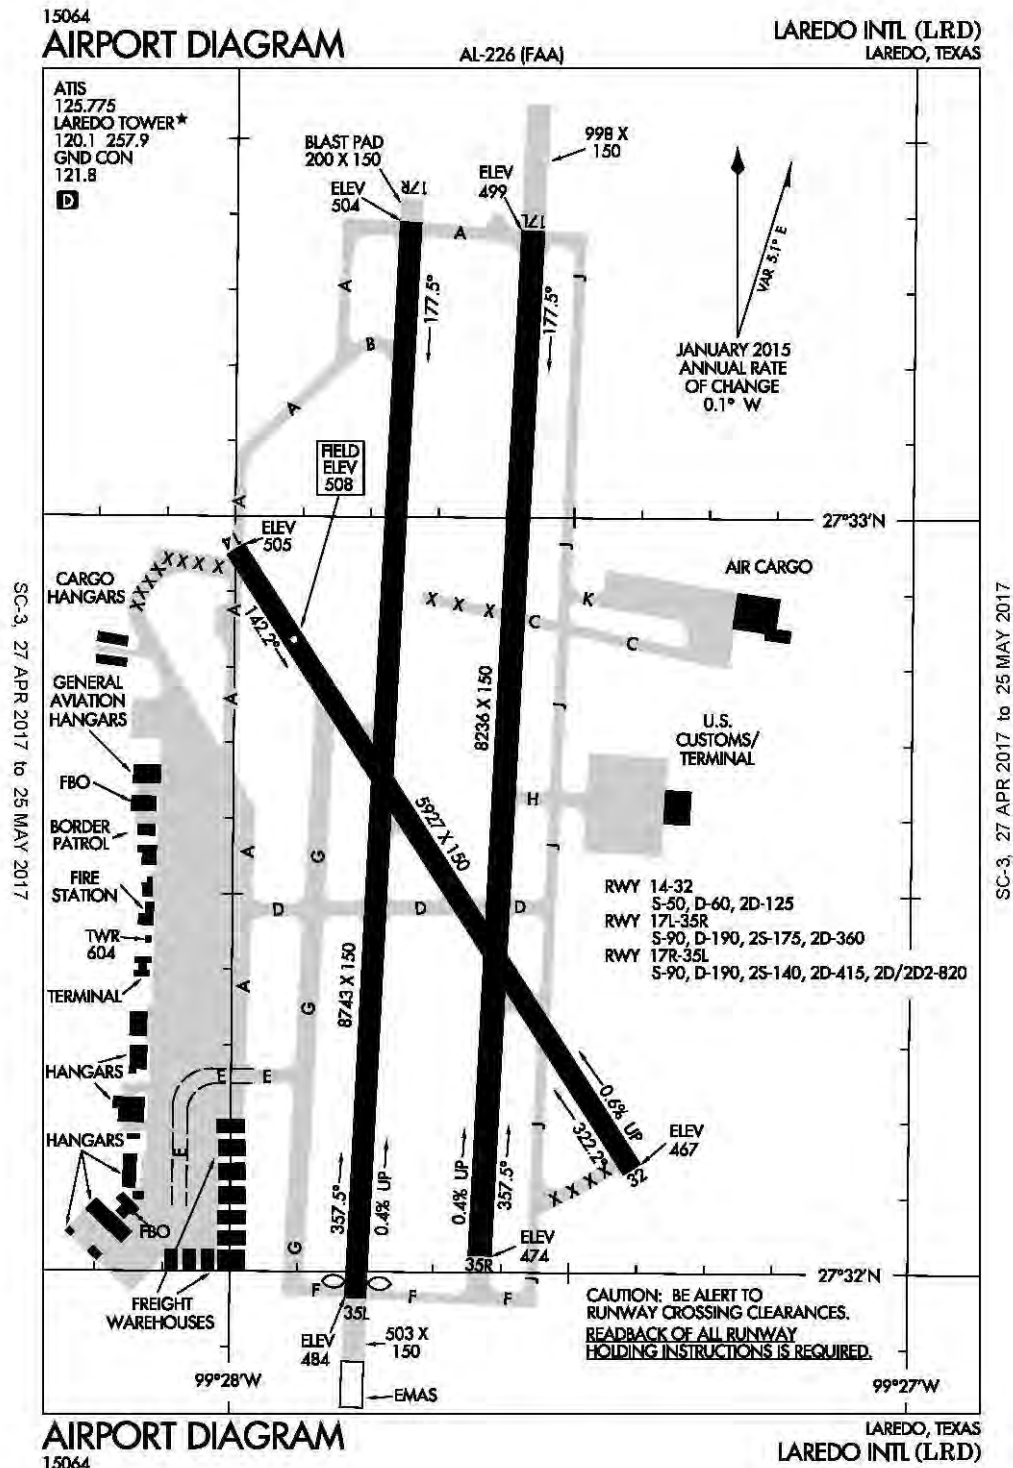 15064
AIRPORT DIAGRAM
AL-226 (FAA)
LAREDO INTL (LRD)
LAREDO, TEXAS
ATIS
125.775
LAREDO TOWER★
120.1 257.9
GND CON
121.8
D
BLAST PAD
200 X 150
ELEV
504
17R
ELEV
499
17L
998 X
150
VAR 5.1° E
JANUARY 2015
ANNUAL RATE
OF CHANGE
0.1° W
A
A
J
177.5°
177.5°
B
A
FIELD
ELEV
508
A
27°33'N
14
ELEV
505
J
X X X X
X X X X
CARGO
HANGARS
A
142.2°
X X X
C
K
C
AIR CARGO
GENERAL
AVIATION
HANGARS
A
8236 X 150
J
U.S.
CUSTOMS/
TERMINAL
FBO
H
BORDER
PATROL
A
G
5927 X 150
J
FIRE
STATION
D
D
D
RWY 14-32
S-50, D-60, 2D-125
RWY 17L-35R
S-90, D-190, 2S-175, 2D-360
RWY 17R-35L
S-90, D-190, 2S-140, 2D-415, 2D/2D2-820
TWR
604
TERMINAL
A
G
8743 X 150
HANGARS
E
E
E
HANGARS
0.6% UP
322.2°
J
ELEV
467
32
X X X X
357.5°
0.4% UP
0.4% UP
357.5°
FBO
G
ELEV
474
35R
J
27°32'N
F
F
F
35L
FREIGHT
WAREHOUSES
ELEV
484
503 X
150
CAUTION: BE ALERT TO
RUNWAY CROSSING CLEARANCES.
READBACK OF ALL RUNWAY
HOLDING INSTRUCTIONS IS REQUIRED.
99°28'W
EMAS
99°27'W
SC-3, 27 APR 2017 to 25 MAY 2017
SC-3, 27 APR 2017 to 25 MAY 2017
AIRPORT DIAGRAM
15064
LAREDO, TEXAS
LAREDO INTL (LRD)